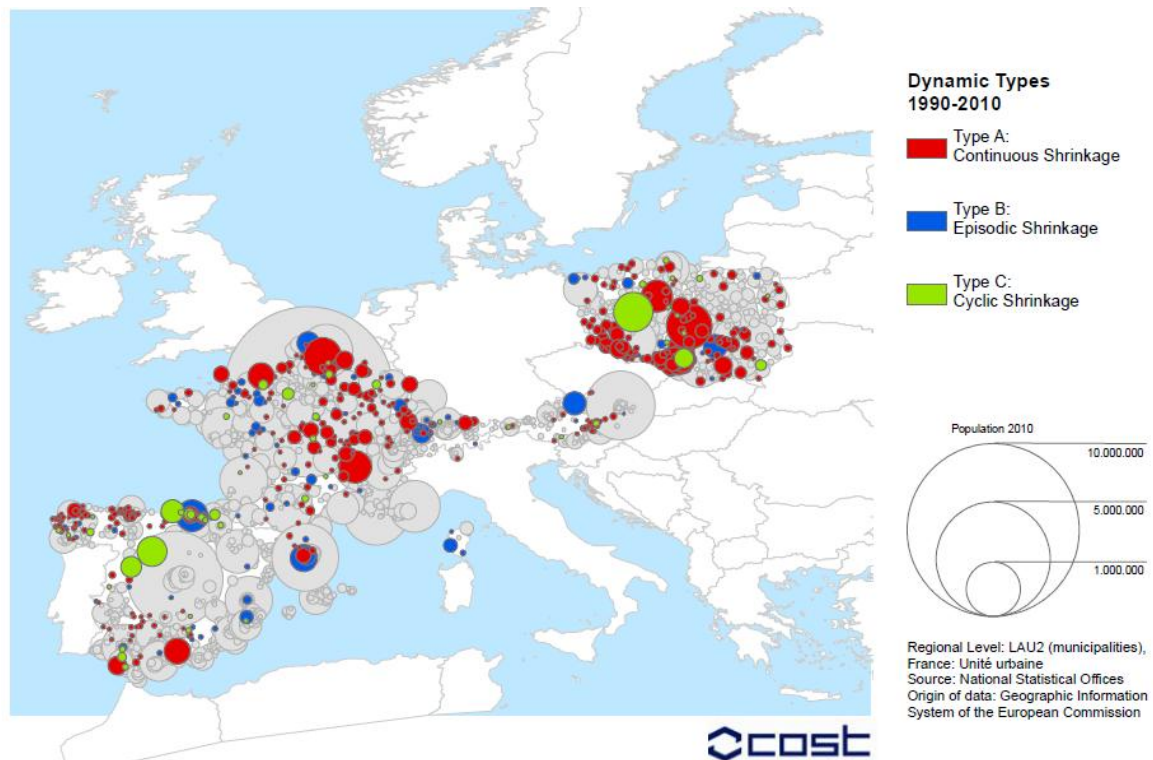 Dynamic Types
1990-2010
Type A:
Continuous Shrinkage
Type B:
Episodic Shrinkage
Type C:
Cyclic Shrinkage
Population 2010
10.000.000
5.000.000
1.000.000
Regional Level: LAU2 (municipalities),
France: Unité urbaine
Source: National Statistical Offices
Origin of data: Geographic Information
System of the European Commission
cost